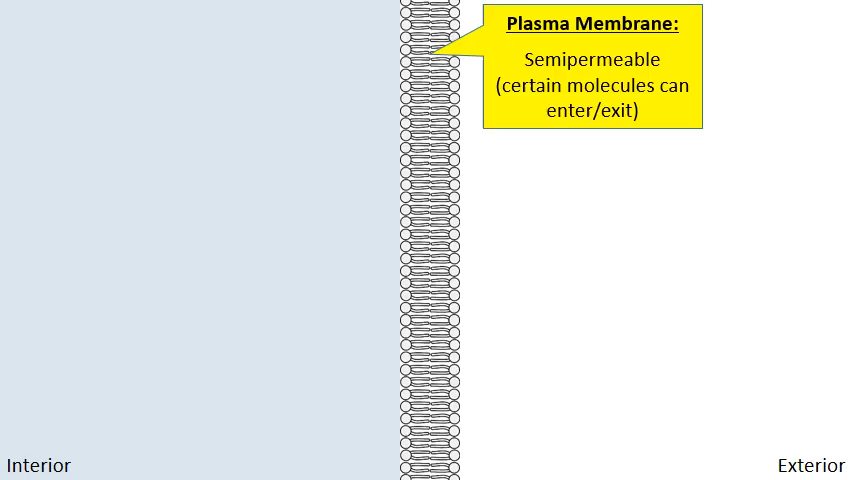 Plasma Membrane:
Semipermeable
(certain molecules can
enter/exit)
Interior
Exterior